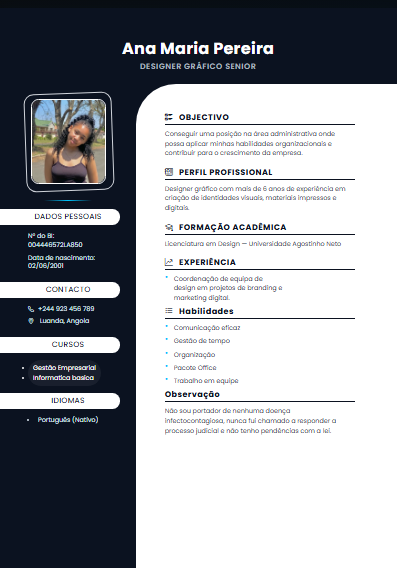 Ana Maria Pereira
DESIGNER GRÁFICO SENIOR
DADOS PESSOAIS
Nº do BI:
004446572LA850
Data de nascimento:
02/06/2001
CONTACTO
+244 923 456 789
Luanda, Angola
CURSOS
• Gestão Empresarial
• Informatica basica
IDIOMAS
• Português (Nativo)
OBJECTIVO
Conseguir uma posição na área administrativa onde
possa aplicar minhas habilidades organizacionais e
contribuir para o crescimento da empresa.
PERFIL PROFISSIONAL
Designer gráfico com mais de 6 anos de experiência em
criação de identidades visuais, materiais impressos e
digitais.
FORMAÇÃO ACADÊMICA
Licenciatura em Design — Universidade Agostinho Neto
EXPERIÊNCIA
• Coordenação de equipa de
design em projetos de branding e
marketing digital.
Habilidades
• Comunicação eficaz
• Gestão de tempo
• Organização
• Pacote Office
• Trabalho em equipe
Observação
Não sou portador de nenhuma doença
infectocontagiosa, nunca fui chamado a responder a
processo judicial e não tenho pendências com a lei.